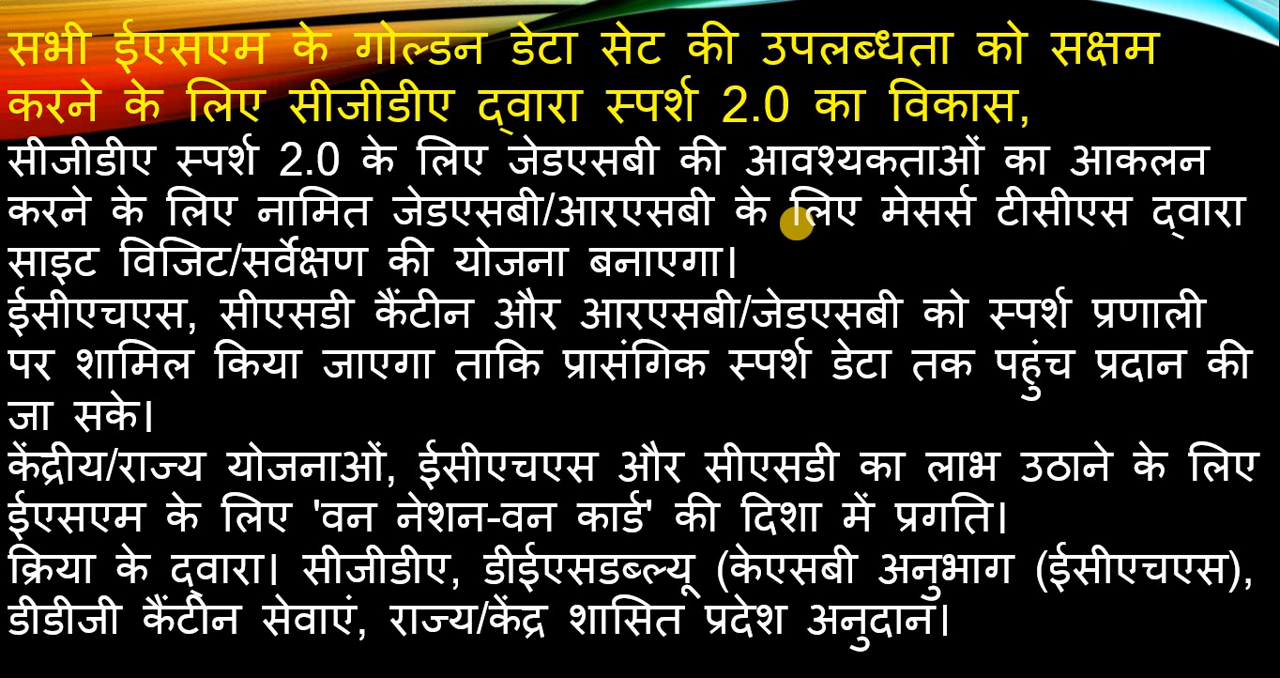 सभी ईएसएम के गोल्डन डेटा सेट की उपलब्धता को सक्षम
करने के लिए सीजीडीए द्वारा स्पर्श 2.0 का विकास,
सीजीडीए स्पर्श 2.0 के लिए जेडएसबी की आवश्यकताओं का आकलन
करने के लिए नामित जेडएसबी/आरएसबी के लिए मेसर्स टीसीएस द्वारा
साइट विजिट/सर्वेक्षण की योजना बनाएगा।
ईसीएचएस, सीएसडी कैंटीन और आरएसबी/जेडएसबी को स्पर्श प्रणाली
पर शामिल किया जाएगा ताकि प्रासंगिक स्पर्श डेटा तक पहुंच प्रदान की
जा सके।
केंद्रीय/राज्य योजनाओं, ईसीएचएस और सीएसडी का लाभ उठाने के लिए
ईएसएम के लिए 'वन नेशन-वन कार्ड' की दिशा में प्रगति।
क्रिया के द्वारा। सीजीडीए, डीईएसडब्ल्यू (केएसबी अनुभाग (ईसीएचएस),
डीडीजी कैंटीन सेवाएं, राज्य/केंद्र शासित प्रदेश अनुदान।